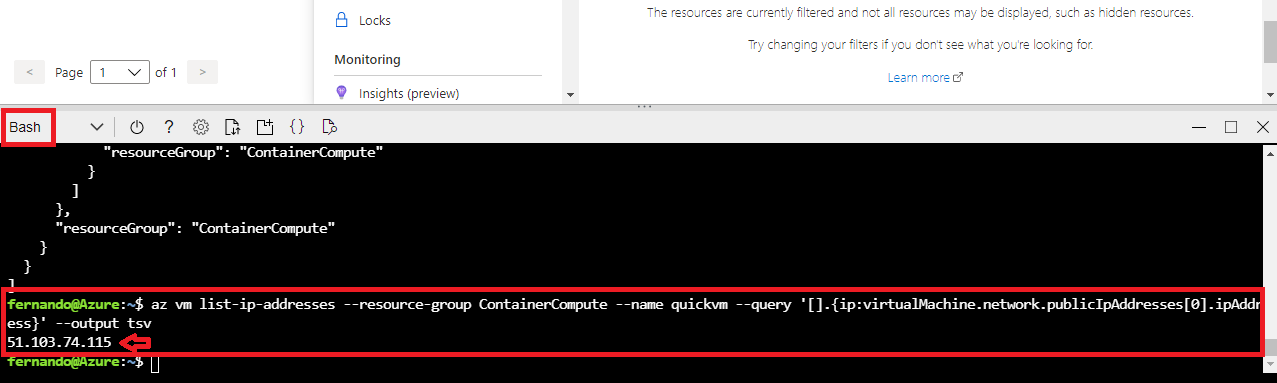 Locks
Monitoring
Insights (preview)
< Page 1 of 1 >
The resources are currently filtered and not all resources may be displayed, such as hidden resources.
Try changing your filters if you don't see what you're looking for.
Learn more
Bash
"resourceGroup": "ContainerCompute"
}
]
},
"resourceGroup": "ContainerCompute"
}
}
]
fernando@Azure:~$ az vm list-ip-addresses --resource-group ContainerCompute --name quickvm --query '[].{ip:virtualMachine.network.publicIpAddresses[0].ipAddr
ess}' --output tsv
51.103.74.115
fernando@Azure:~$